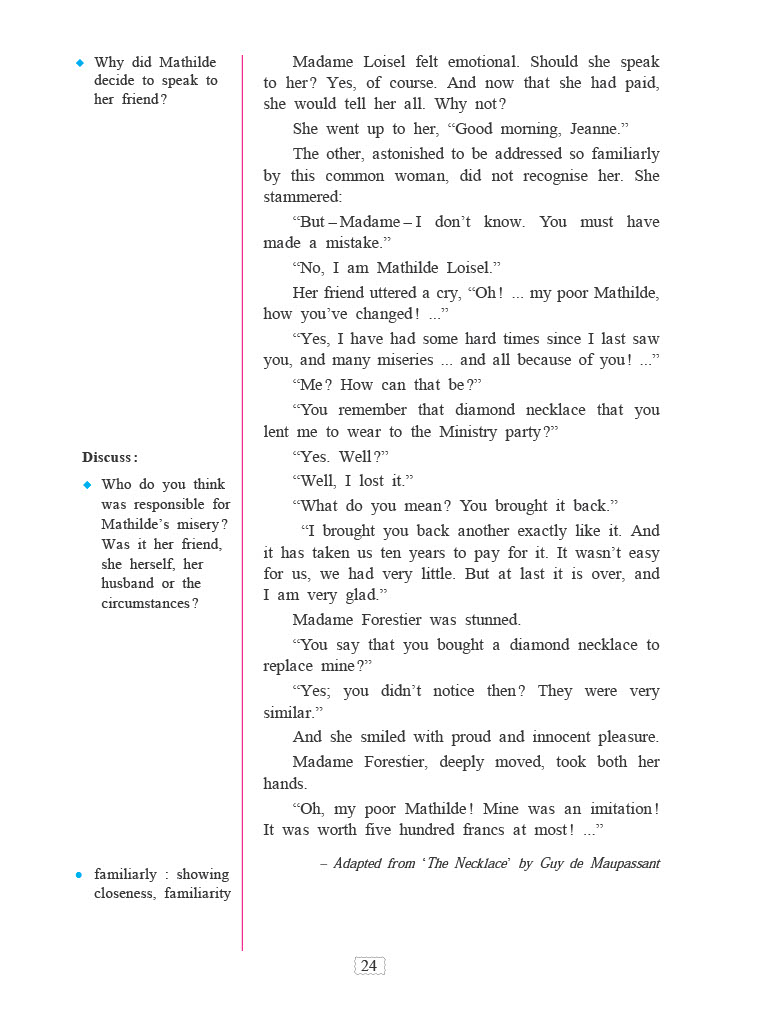 Why did Mathilde
decide to speak to
her friend?
Madame Loisel felt emotional. Should she speak
to her? Yes, of course. And now that she had paid,
she would tell her all. Why not?
She went up to her, “Good morning, Jeanne.”
The other, astonished to be addressed so familiarly
by this common woman, did not recognise her. She
stammered:
“But – Madame – I don’t know. You must have
made a mistake.”
“No, I am Mathilde Loisel.”
Her friend uttered a cry, “Oh! ... my poor Mathilde,
how you’ve changed! ...”
“Yes, I have had some hard times since I last saw
you, and many miseries ... and all because of you! ...”
“Me? How can that be?”
“You remember that diamond necklace that you
lent me to wear to the Ministry party?”
“Yes. Well?”
“Well, I lost it.”
“What do you mean? You brought it back.”
“I brought you back another exactly like it. And
it has taken us ten years to pay for it. It wasn’t easy
for us, we had very little. But at last it is over, and
I am very glad.”
Madame Forestier was stunned.
“You say that you bought a diamond necklace to
replace mine?”
“Yes; you didn’t notice then? They were very
similar.”
And she smiled with proud and innocent pleasure.
Madame Forestier, deeply moved, took both her
hands.
“Oh, my poor Mathilde! Mine was an imitation!
It was worth five hundred francs at most! ...”
– Adapted from ‘The Necklace’ by Guy de Maupassant
Discuss:
Who do you think
was responsible for
Mathilde’s misery?
Was it her friend,
she herself, her
husband or the
circumstances?
familiarly : showing
closeness, familiarity
24